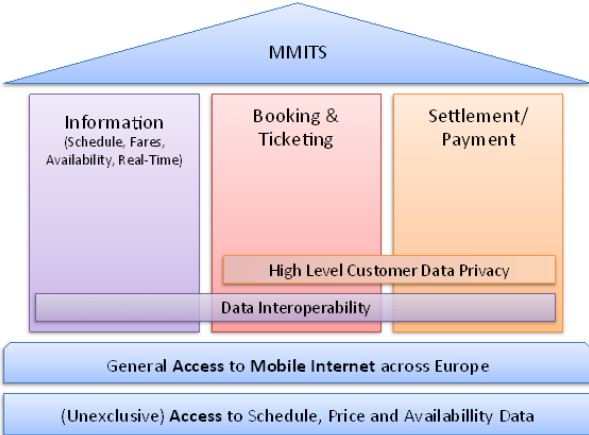 MMITS
Information
(Schedule, Fares,
Availability, Real-Time)
Booking &
Ticketing
Settlement/
Payment
High Level Customer Data Privacy
Data Interoperability
General Access to Mobile Internet across Europe
(Unexclusive) Access to Schedule, Price and Availabillity Data